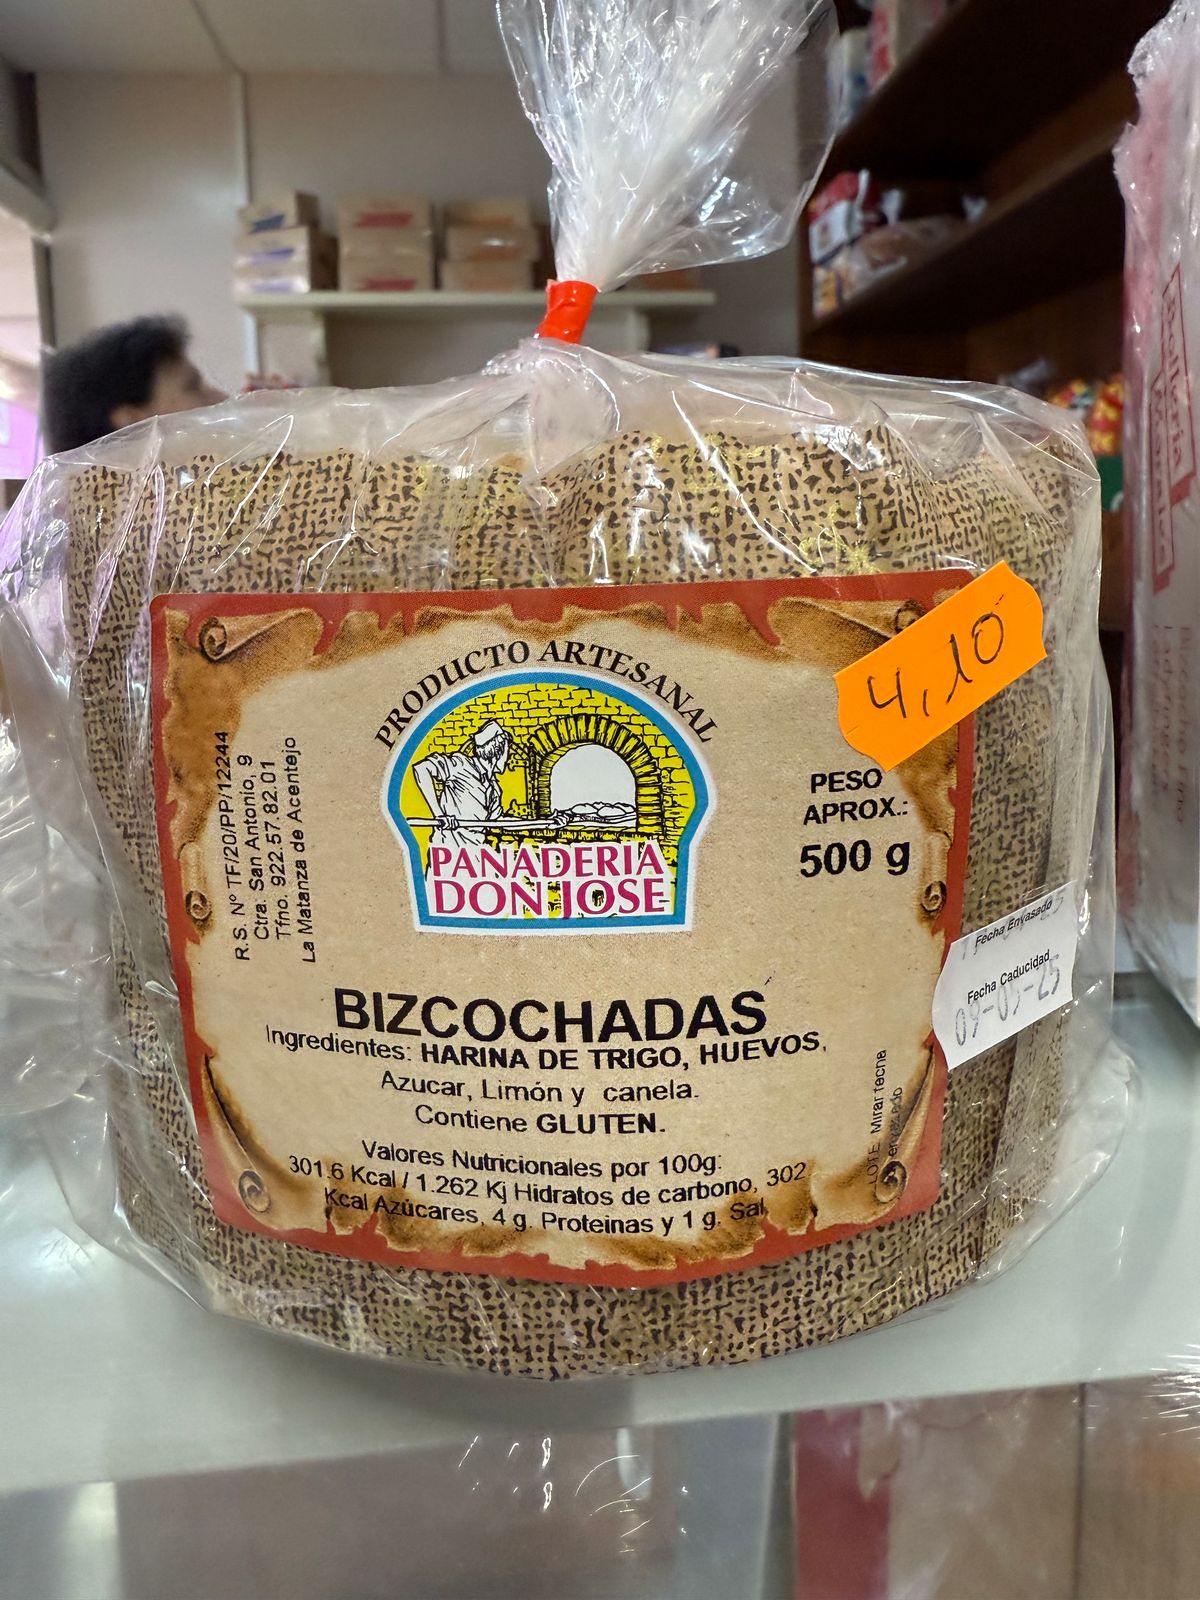 4,10
PRODUCTO ARTESANAL
PANADERIA
DON JOSE
R.S. Nº TF/20/PP/12244
Ctra. San Antonio, 9
Tfno. 922.57.82.01
La Matanza de Acentejo
PESO
APROX.:
500 g
Fecha Envasado
Fecha Caducidad
BIZCOCHADAS
Ingredientes: HARINA DE TRIGO, HUEVOS,
Azucar, Limón y canela.
Contiene GLUTEN.
Valores Nutricionales por 100g:
301.6 Kcal / 1.262 Kj Hidratos de carbono, 302
Kcal Azúcares, 4 g. Proteinas y 1 g. Sal
LOTE Mirar fecha